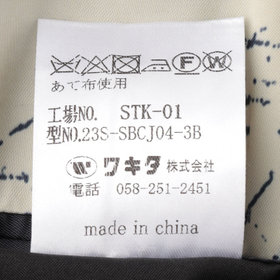 F W
あて布使用
工場NO. STK-01
型NO.23S-SBCJ04-3B
ワキタ株式会社
電話 058-251-2451
made in china